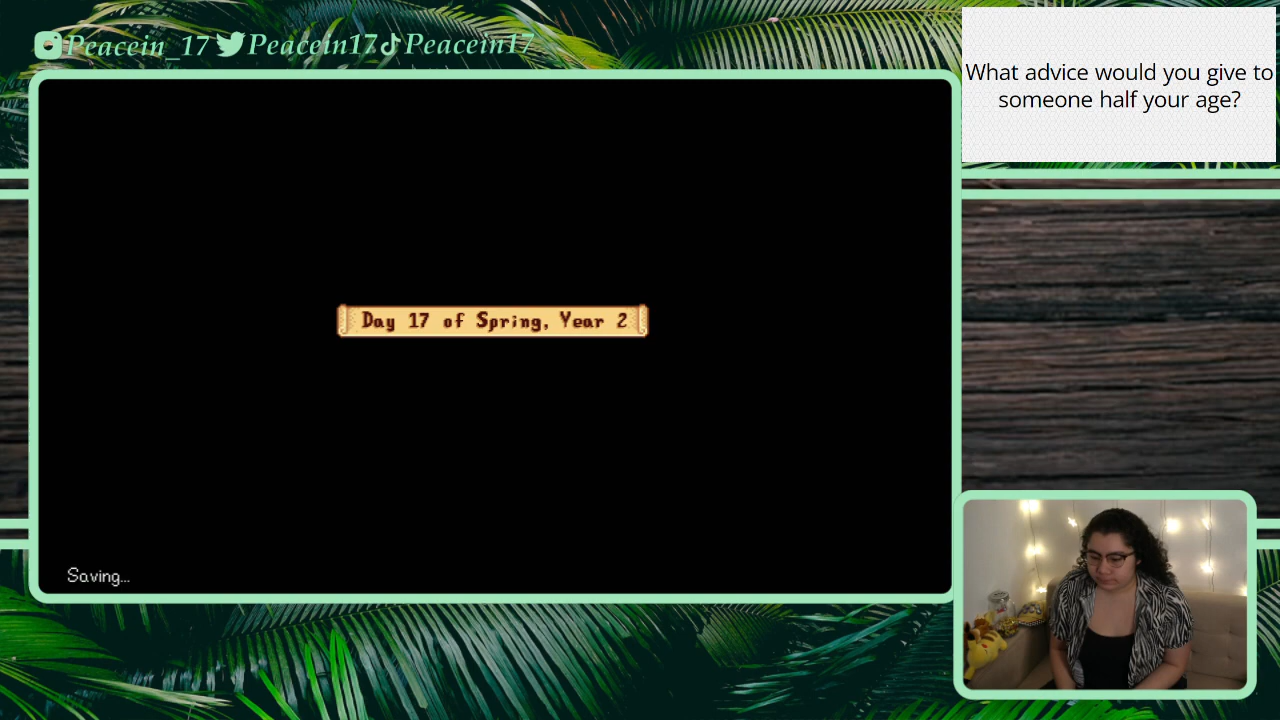 Peacein_17 Peacein17 Peacein17
What advice would you give to
someone half your age?
Day 17 of Spring, Year 2
Saving...